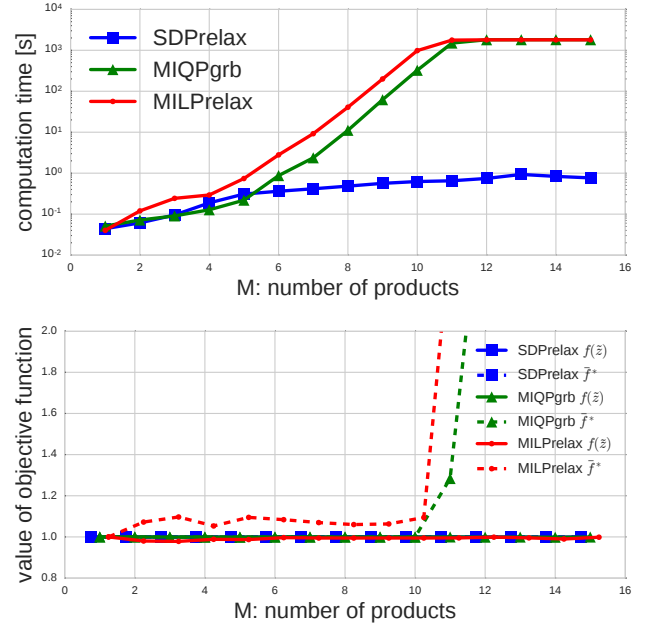 computation time [s]
10⁴
10³
10²
10¹
10⁰
10⁻¹
10⁻²
SDPrelax
MIQPgrb
MILPrelax
0 2 4 6 8 10 12 14 16
M: number of products
value of objective function
2.0
1.8
1.6
1.4
1.2
1.0
0.8
SDPrelax f(z̃)
SDPrelax f̄*
MIQPgrb f(z̃)
MIQPgrb f̄*
MILPrelax f(z̃)
MILPrelax f̄*
0 2 4 6 8 10 12 14 16
M: number of products